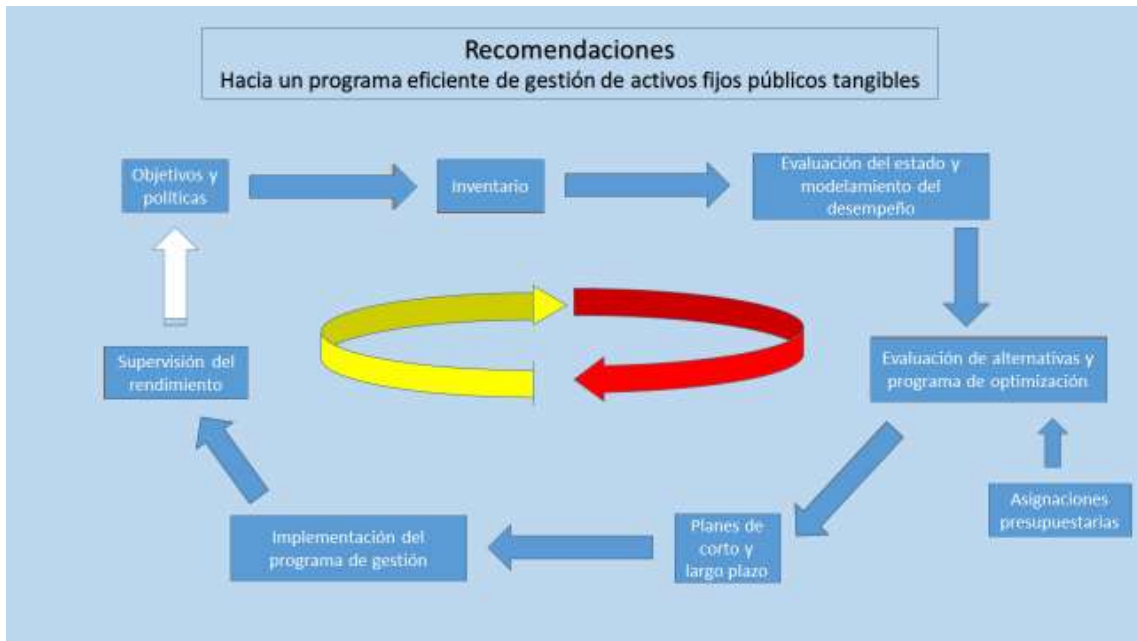 Recomendaciones
Hacia un programa eficiente de gestión de activos fijos públicos tangibles
Objetivos y
políticas
Inventario
Evaluación del estado y
modelamiento del
desempeño
Supervisión del
rendimiento
Evaluación de alternativas y
programa de optimización
Asignaciones
presupuestarias
Planes de
corto y
largo plazo
Implementación del
programa de gestión